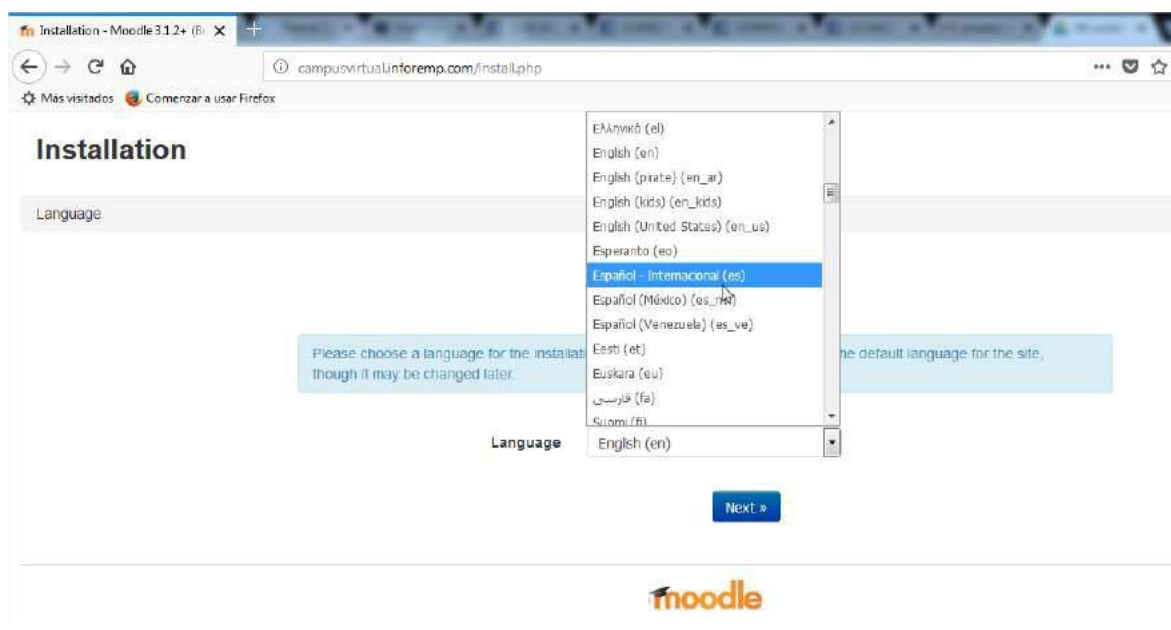 Installation - Moodle 3.1.2+ (B
campusvirtual.inforemp.com/install.php
Más visitados Comenzar a usar Firefox
Installation
Language
Ελληνικά (el)
English (en)
English (pirate) (en_ar)
English (kids) (en_kids)
English (United States) (en_us)
Esperanto (eo)
Español - Internacional (es)
Español (México) (es_mx)
Español (Venezuela) (es_ve)
Eesti (et)
Euskara (eu)
فارسی (fa)
Suomi (fi)
Please choose a language for the installati he default language for the site,
though it may be changed later.
Language English (en)
Next »
moodle